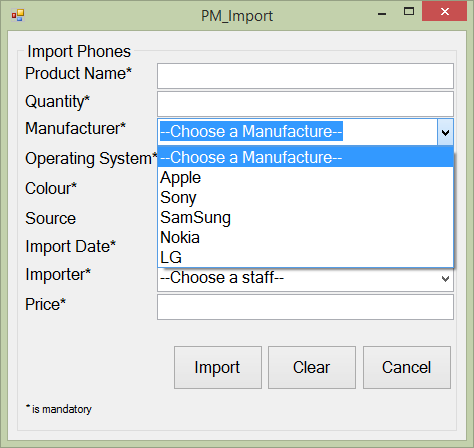 PM_Import
Import Phones
Product Name*
Quantity*
Manufacturer* --Choose a Manufacture--
Operating System* --Choose a Manufacture--
Apple
Colour* Sony
Source SamSung
Import Date* Nokia
LG
Importer* --Choose a staff--
Price*
Import Clear Cancel
* is mandatory